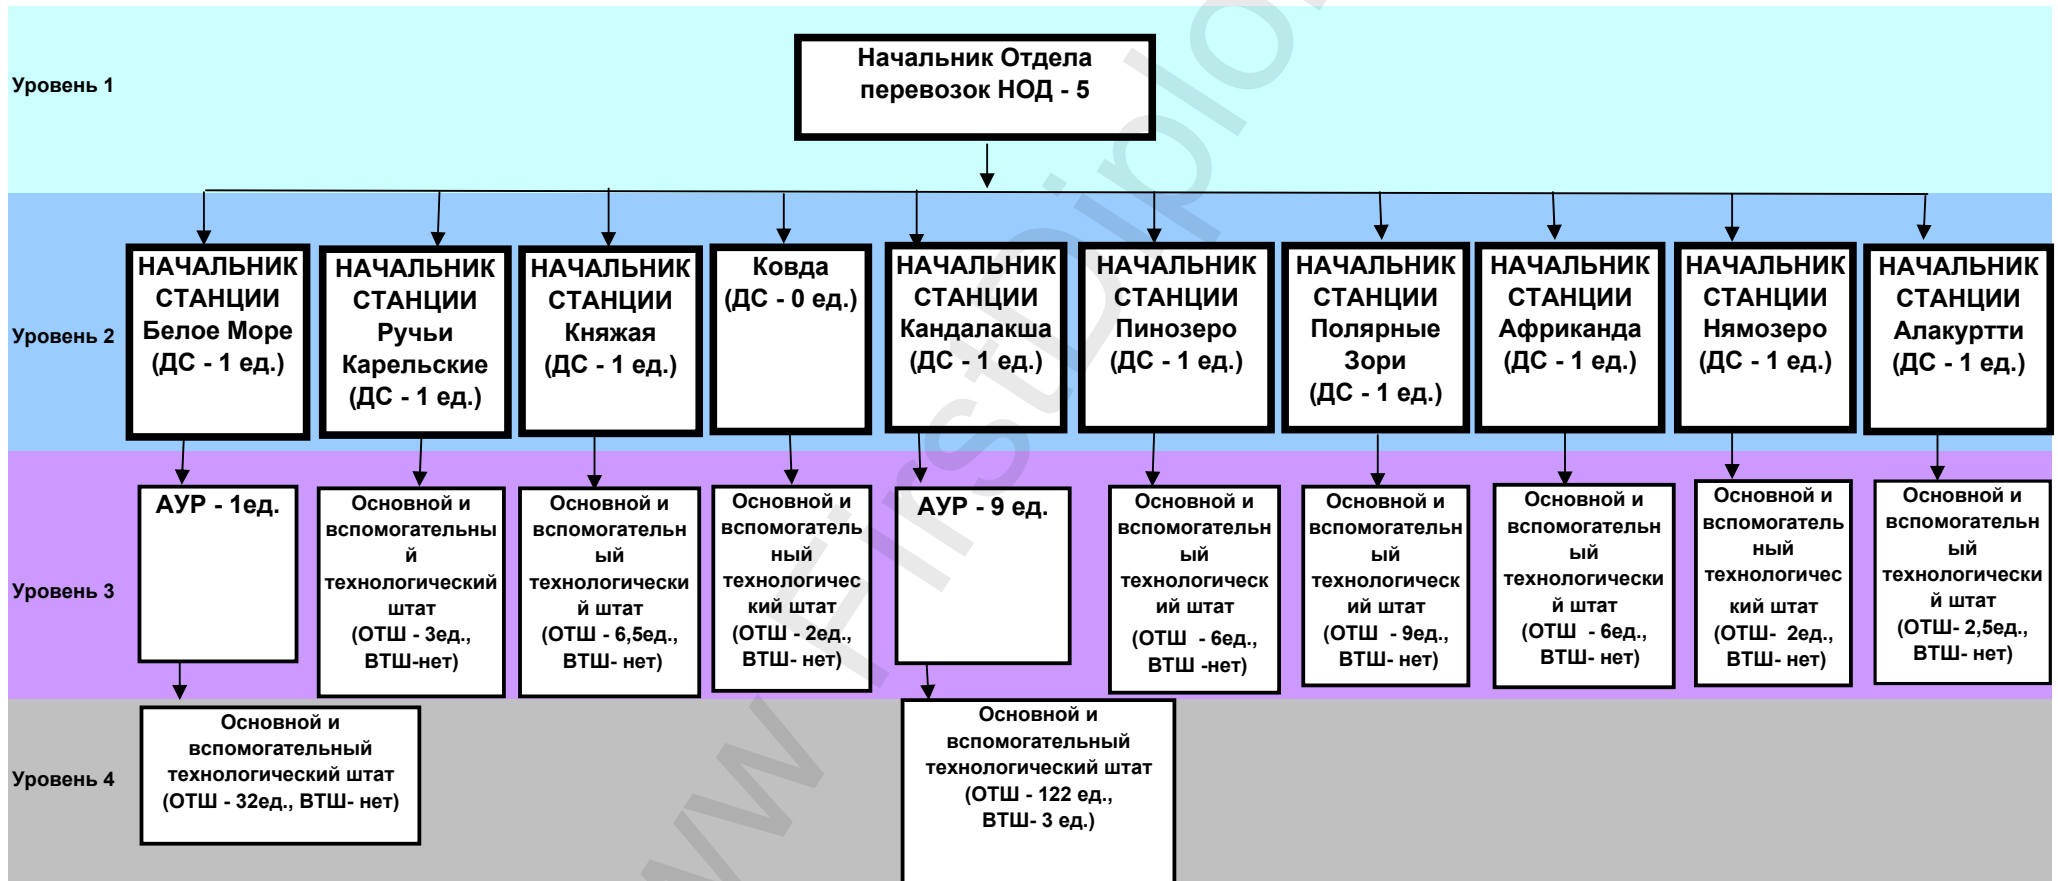 Уровень 1
Начальник Отдела
перевозок НОД - 5
Уровень 2
НАЧАЛЬНИК
СТАНЦИИ
Белое Море
(ДС - 1 ед.)
НАЧАЛЬНИК
СТАНЦИИ
Ручьи
Карельские
(ДС - 1 ед.)
НАЧАЛЬНИК
СТАНЦИИ
Княжая
(ДС - 1 ед.)
Ковда
(ДС - 0 ед.)
НАЧАЛЬНИК
СТАНЦИИ
Кандалакша
(ДС - 1 ед.)
НАЧАЛЬНИК
СТАНЦИИ
Пинозеро
(ДС - 1 ед.)
НАЧАЛЬНИК
СТАНЦИИ
Полярные
Зори
(ДС - 1 ед.)
НАЧАЛЬНИК
СТАНЦИИ
Африканда
(ДС - 1 ед.)
НАЧАЛЬНИК
СТАНЦИИ
Нямозеро
(ДС - 1 ед.)
НАЧАЛЬНИК
СТАНЦИИ
Алакуртти
(ДС - 1 ед.)
Уровень 3
АУР - 1ед.
Основной и
вспомогательны
й
технологический
штат
(ОТШ - 3ед.,
ВТШ-нет)
Основной и
вспомогательн
ый
технологически
й штат
(ОТШ - 6,5ед.,
ВТШ- нет)
Основной и
вспомогатель
ный
технологичес
кий штат
(ОТШ - 2ед.,
ВТШ- нет)
АУР - 9 ед.
Основной и
вспомогательн
ый
технологическ
ий штат
(ОТШ - 6ед.,
ВТШ -нет)
Основной и
вспомогательн
ый
технологическ
ий штат
(ОТШ - 9ед.,
ВТШ- нет)
Основной и
вспомогательн
ый
технологически
й штат
(ОТШ - 6ед.,
ВТШ- нет)
Основной и
вспомогатель
ный
технологичес
кий штат
(ОТШ- 2ед.,
ВТШ- нет)
Основной и
вспомогательн
ый
технологически
й штат
(ОТШ- 2,5ед.,
ВТШ- нет)
Уровень 4
Основной и
вспомогательный
технологический штат
(ОТШ - 32ед., ВТШ- нет)
Основной и
вспомогательный
технологический штат
(ОТШ - 122 ед.,
ВТШ- 3 ед.)